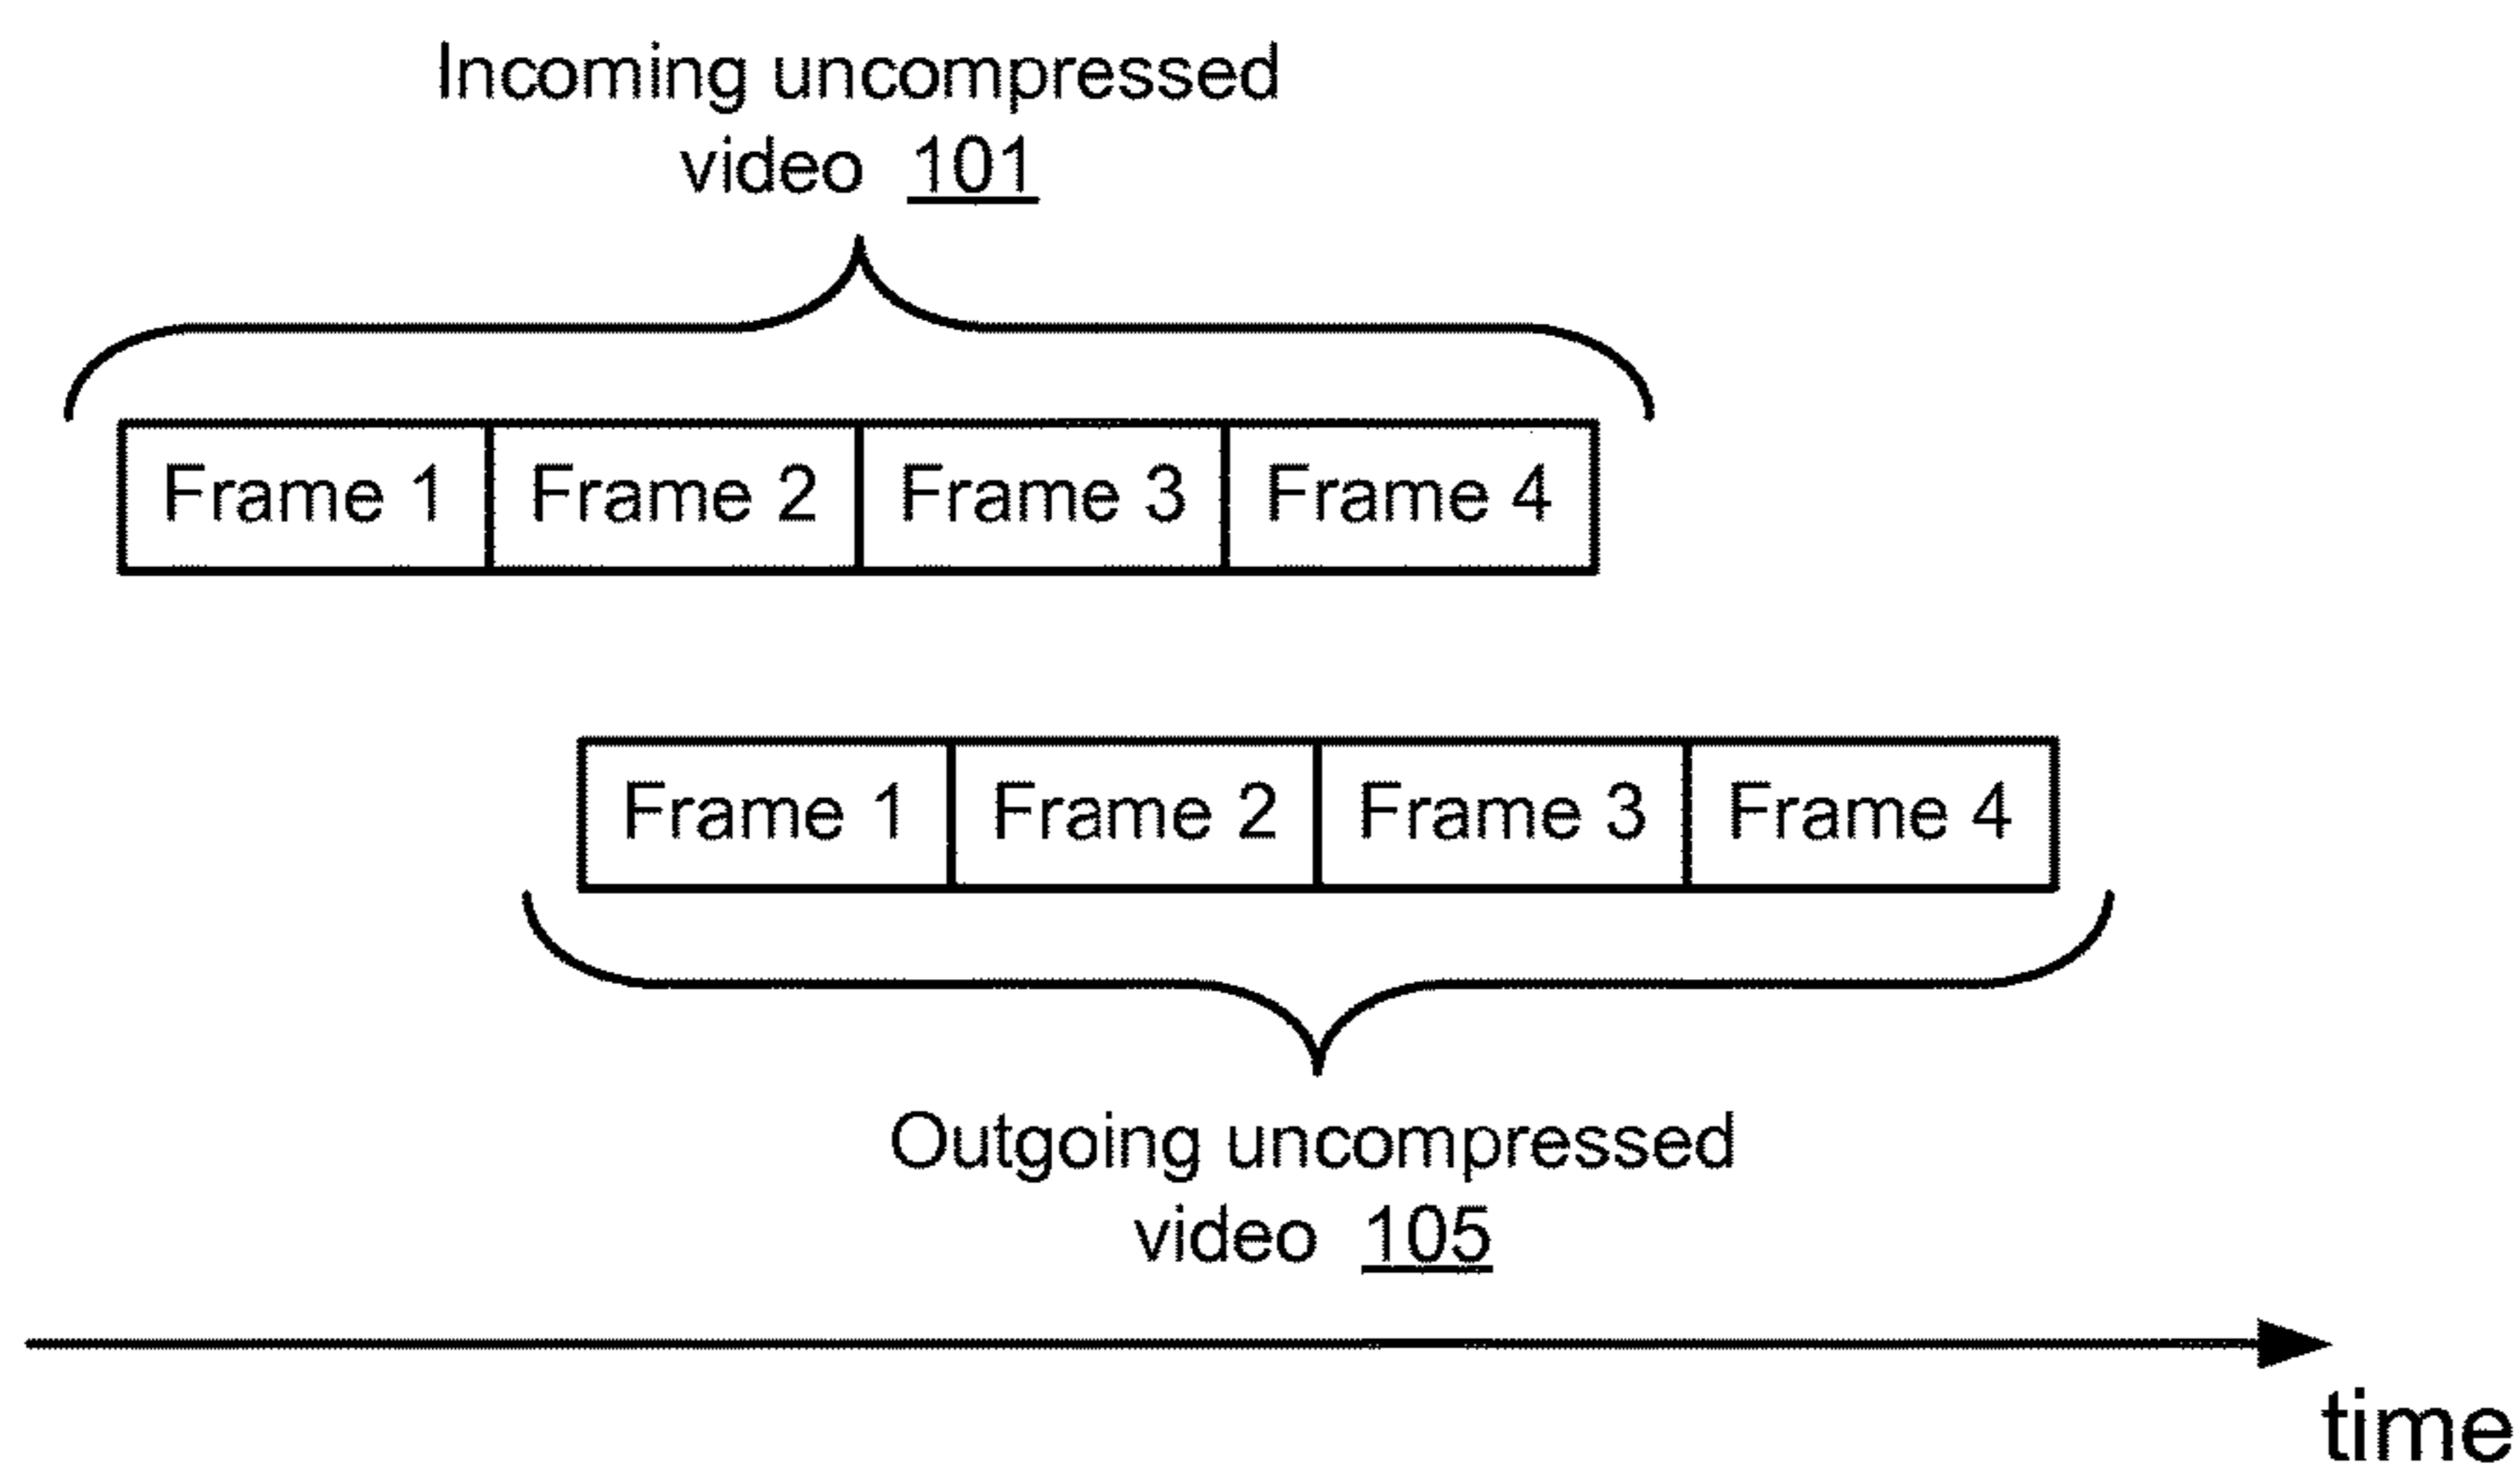 Incoming uncompressed
video 101
Frame 1 Frame 2 Frame 3 Frame 4
Frame 1 Frame 2 Frame 3 Frame 4
Outgoing uncompressed
video 105
time